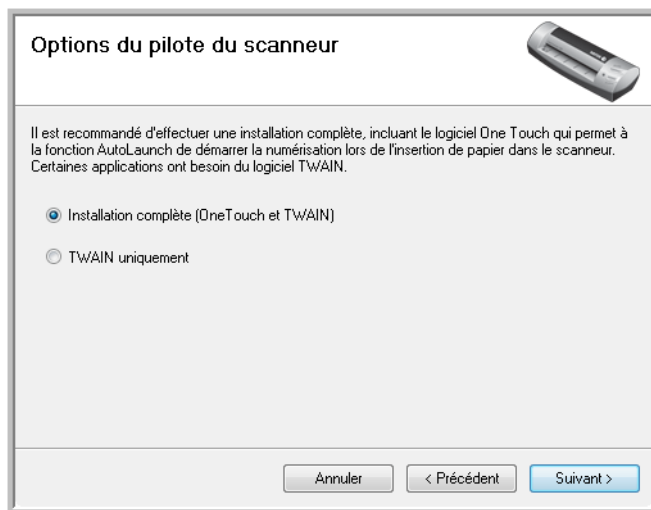 Options du pilote du scanneur
Il est recommandé d'effectuer une installation complète, incluant le logiciel One Touch qui permet à
la fonction AutoLaunch de démarrer la numérisation lors de l'insertion de papier dans le scanneur.
Certaines applications ont besoin du logiciel TWAIN.
Installation complète (OneTouch et TWAIN)
TWAIN uniquement
Annuler
< Précédent
Suivant >